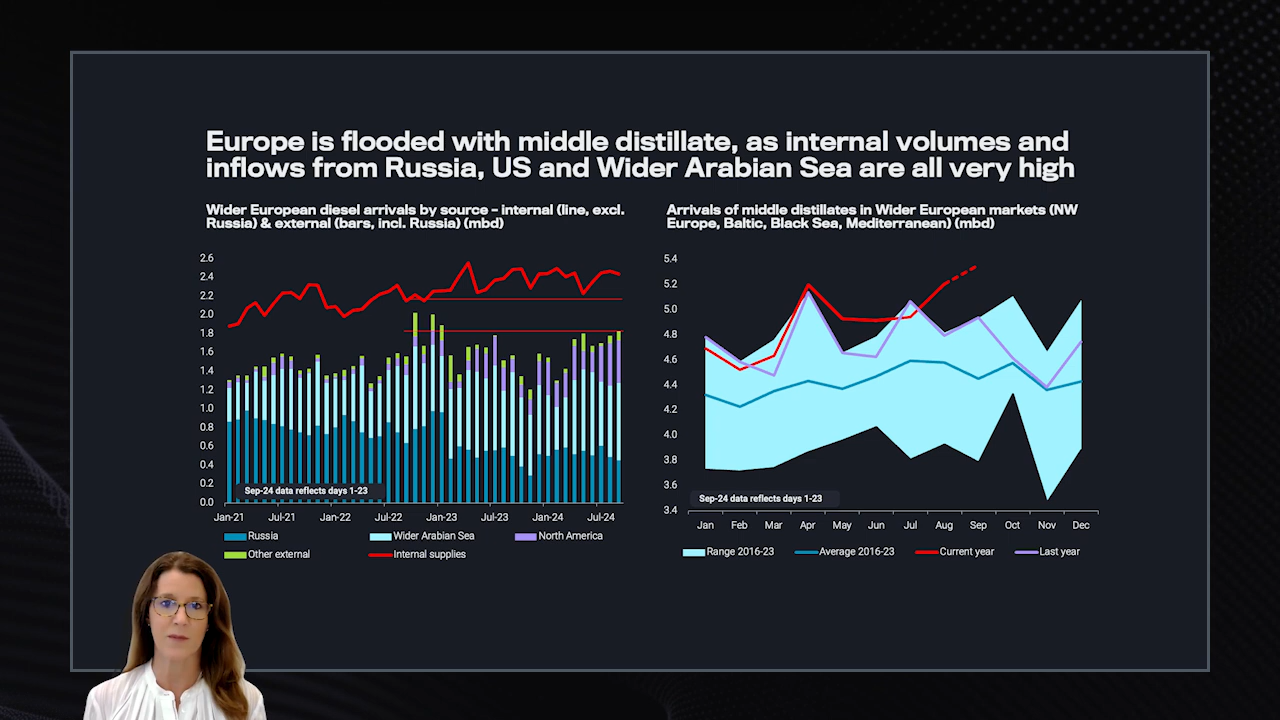 Europe is flooded with middle distillate, as internal volumes and
inflows from Russia, US and Wider Arabian Sea are all very high
Wider European diesel arrivals by source – internal (line, excl.
Russia) & external (bars, incl. Russia) (mbd)
2.6
2.4
2.2
2.0
1.8
1.6
1.4
1.2
1.0
0.8
0.6
0.4
0.2
0.0
Sep-24 data reflects days 1-23
Jan-21 Jul-21 Jan-22 Jul-22 Jan-23 Jul-23 Jan-24 Jul-24
Russia Wider Arabian Sea North America
Other external Internal supplies
Arrivals of middle distillates in Wider European markets (NW
Europe, Baltic, Black Sea, Mediterranean) (mbd)
5.4
5.2
5.0
4.8
4.6
4.4
4.2
4.0
3.8
3.6
3.4
Sep-24 data reflects days 1-23
Jan Feb Mar Apr May Jun Jul Aug Sep Oct Nov Dec
Range 2016-23 Average 2016-23 Current year Last year